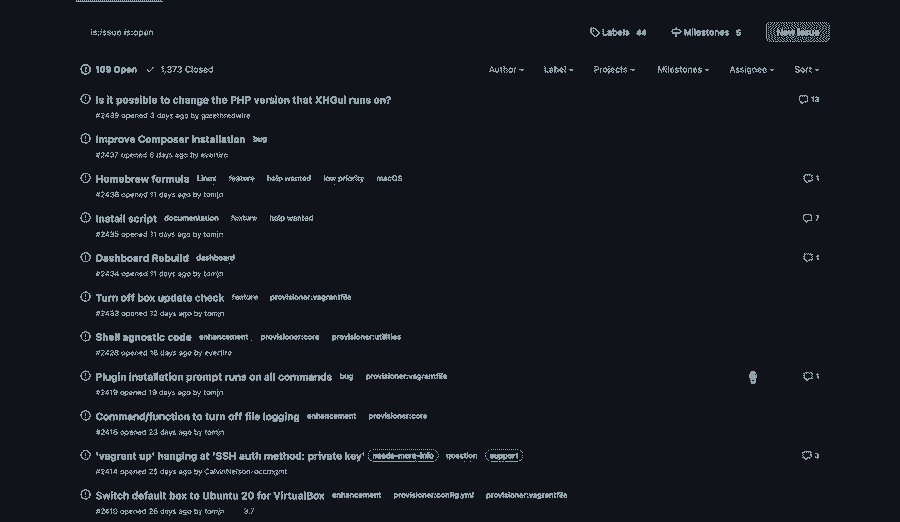 is:issue is:open
Labels 44 Milestones 5 New issue
109 Open 1,373 Closed
Author Label Projects Milestones Assignee Sort
Is it possible to change the PHP version that XHGui runs on? 13
opened 3 days ago by garethredwire
Improve Composer installation bug
#2437 opened 6 days ago by evertiro
Homebrew formula Linux feature help wanted low priority macOS 1
#2436 opened 11 days ago by tomjn
Install script documentation feature help wanted 7
#2435 opened 11 days ago by tomjn
Dashboard Rebuild dashboard 1
#2434 opened 11 days ago by tomjn
Turn off box update check feature provisioner:vagrantfile
opened 12 days ago by tomjn
Shell agnostic code enhancement provisioner:core provisioner:utilities
opened 18 days ago by evertiro
Plugin installation prompt runs on all commands bug provisioner:vagrantfile 1
#2419 opened 19 days ago by tomjn
Command/function to turn off file logging enhancement provisioner:core
opened 23 days ago by tomjn
'vagrant up' hanging at 'SSH auth method: private key' needs-more-info question support 3
#2414 opened 25 days ago by
Switch default box to Ubuntu 20 for VirtualBox enhancement provisioner:config.yml provisioner:vagrantfile
#2410 opened 26 days ago by tomjn 3.7